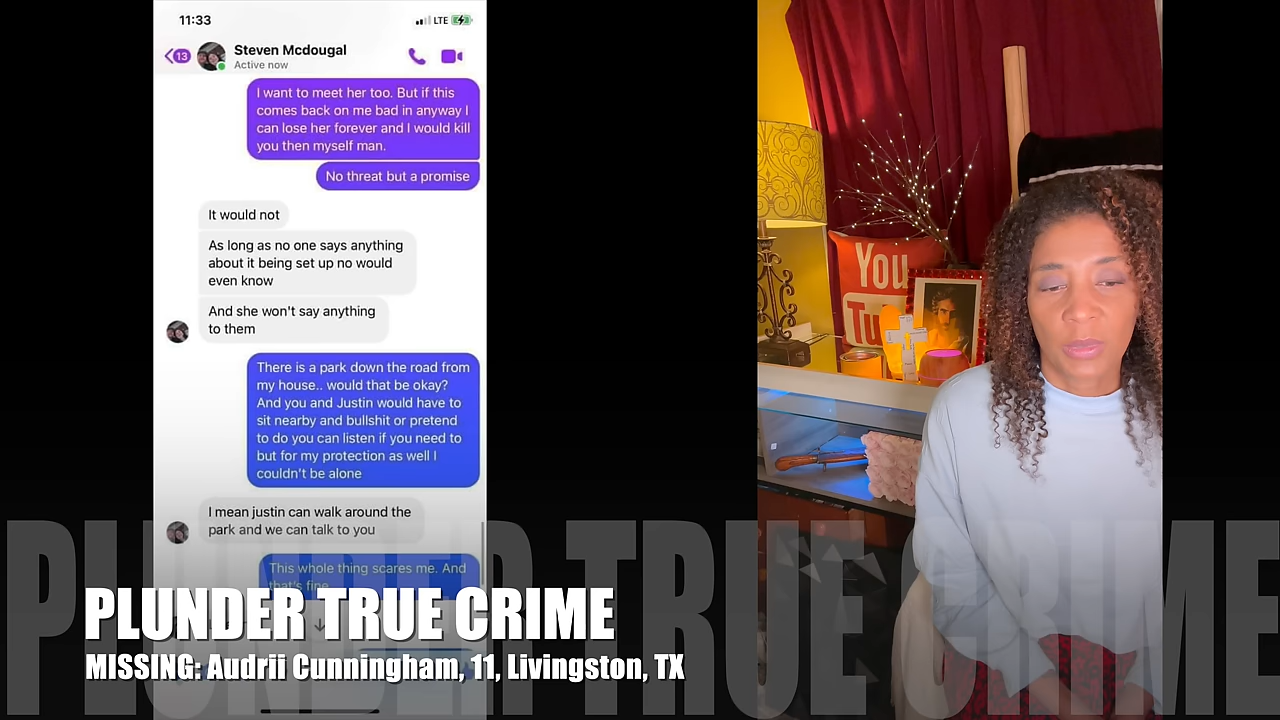 11:33
LTE
13
Steven Mcdougal
Active now
I want to meet her too. But if this
comes back on me bad in anyway I
can lose her forever and I would kill
you then myself man.
No threat but a promise
It would not
As long as no one says anything
about it being set up no would
even know
And she won't say anything
to them
There is a park down the road from
my house.. would that be okay?
And you and Justin would have to
sit nearby and bullshit or pretend
to do you can listen if you need to
but for my protection as well I
couldn't be alone
I mean justin can walk around the
park and we can talk to you
This whole thing scares me. And
that's fine
You
Tu
PLUNDER TRUE CRIME
PLUNDER TRUE CRIME
MISSING: Audrii Cunningham, 11, Livingston, TX